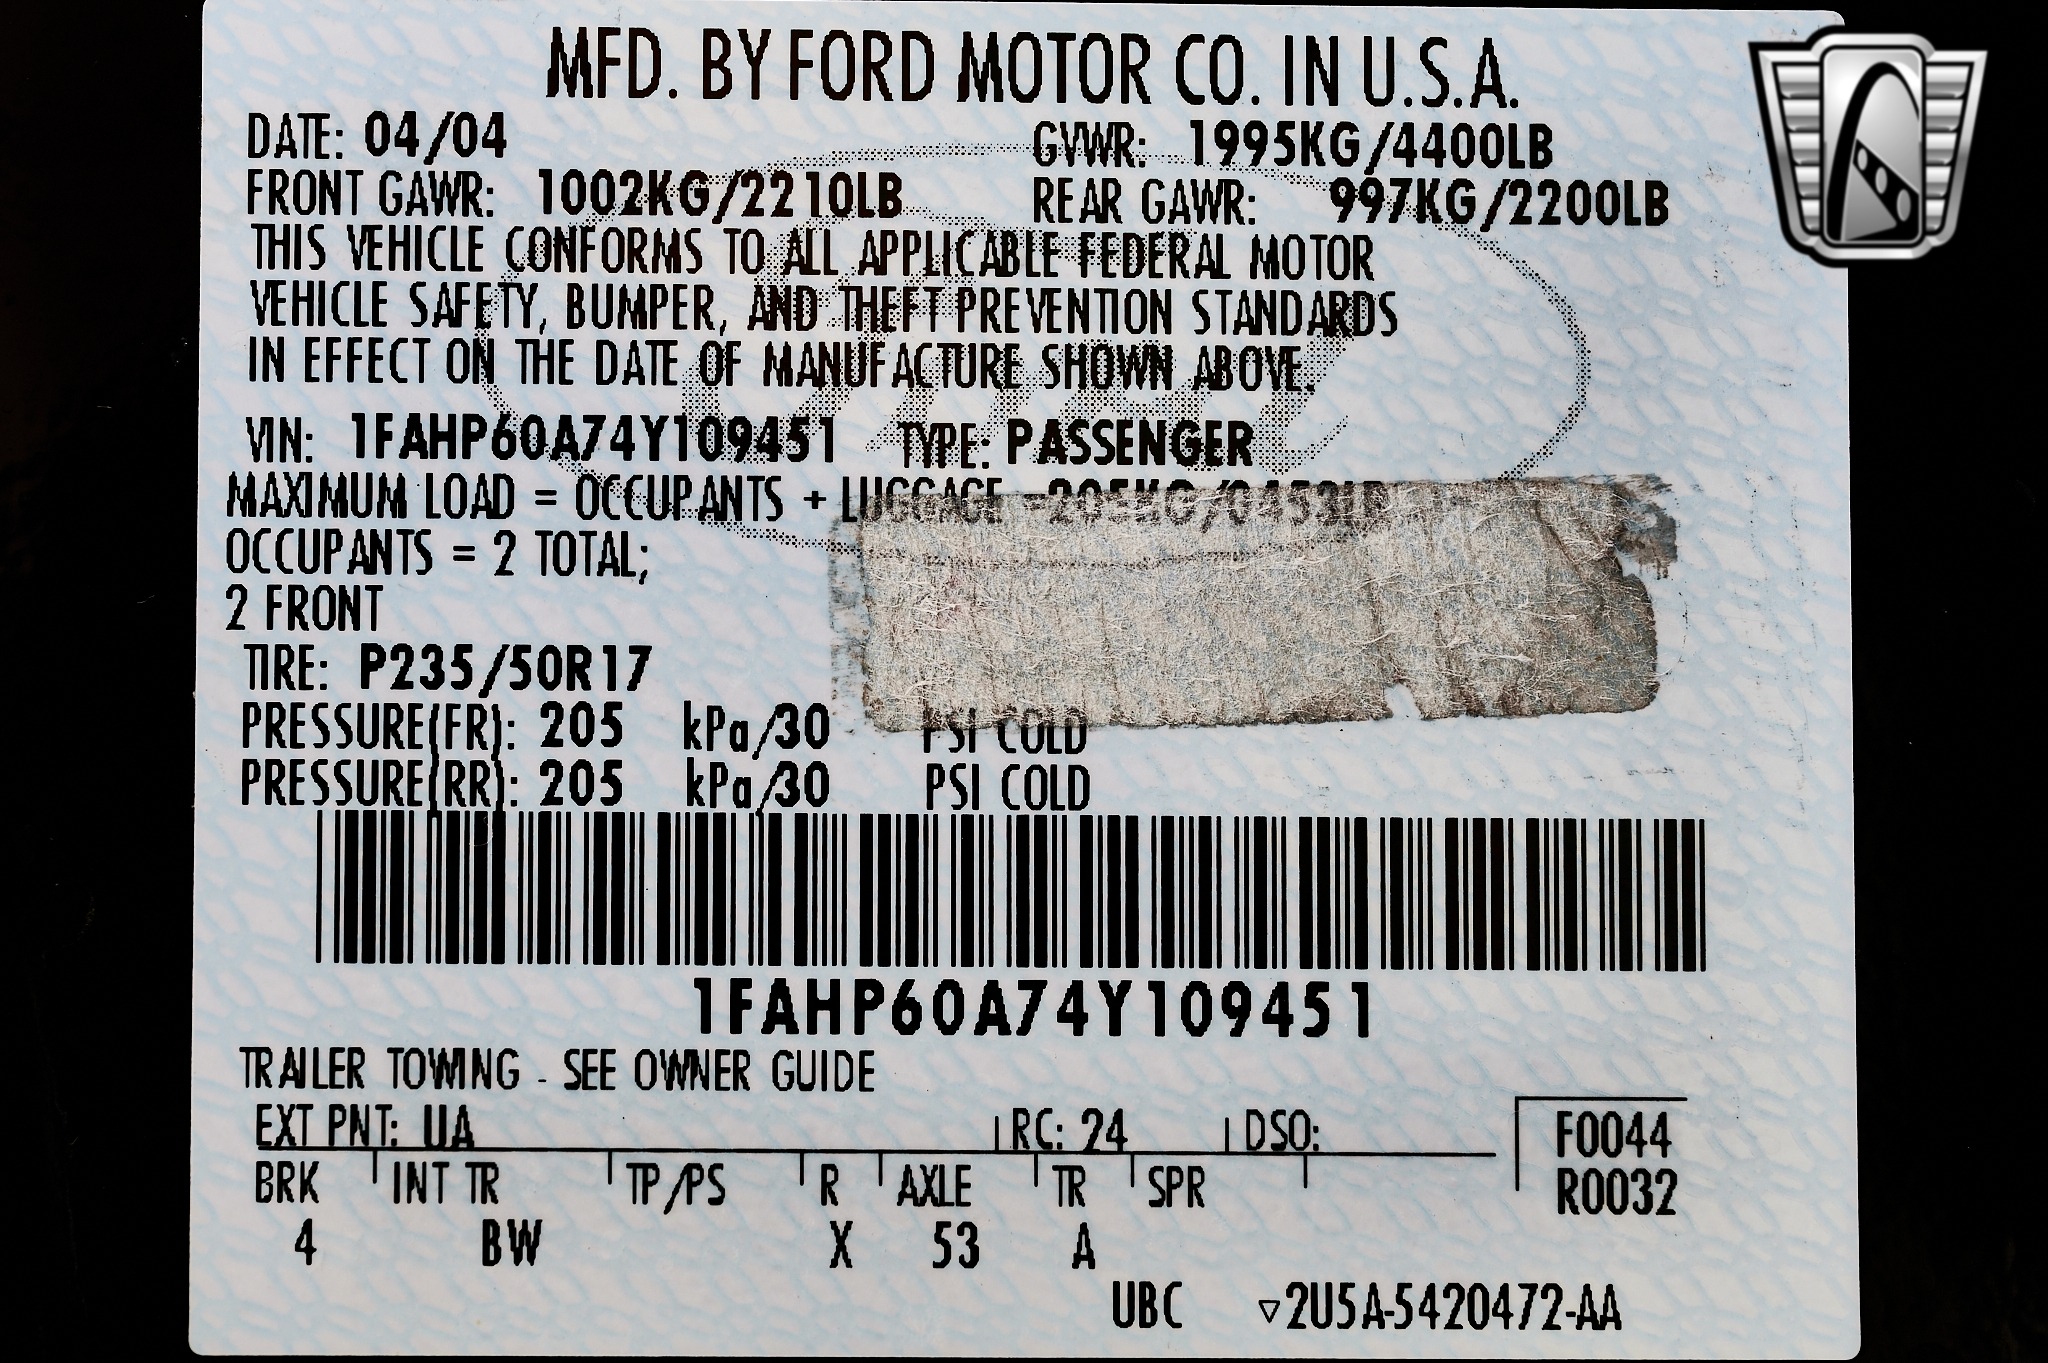 MFD. BY FORD MOTOR CO. IN U.S.A.
DATE: 04/04 GVWR: 1995KG/4400LB
FRONT GAWR: 1002KG/2210LB REAR GAWR: 997KG/2200LB
THIS VEHICLE CONFORMS TO ALL APPLICABLE FEDERAL MOTOR
VEHICLE SAFETY, BUMPER, AND THEFT PREVENTION STANDARDS
IN EFFECT ON THE DATE OF MANUFACTURE SHOWN ABOVE.
VIN: 1FAHP60A74Y109451 TYPE: PASSENGER
MAXIMUM LOAD = OCCUPANTS + LUGGAGE =205KG/0452LB
OCCUPANTS = 2 TOTAL;
2 FRONT
TIRE: P235/50R17
PRESSURE(FR): 205 kPa/30 PSI COLD
PRESSURE(RR): 205 kPa/30 PSI COLD
1FAHP60A74Y109451
TRAILER TOWING - SEE OWNER GUIDE
EXT PNT: UA RC: 24 DSO: F0044
BRK INT TR TP/PS R AXLE TR SPR R0032
4 BW X 53 A
UBC ▽2U5A-5420472-AA